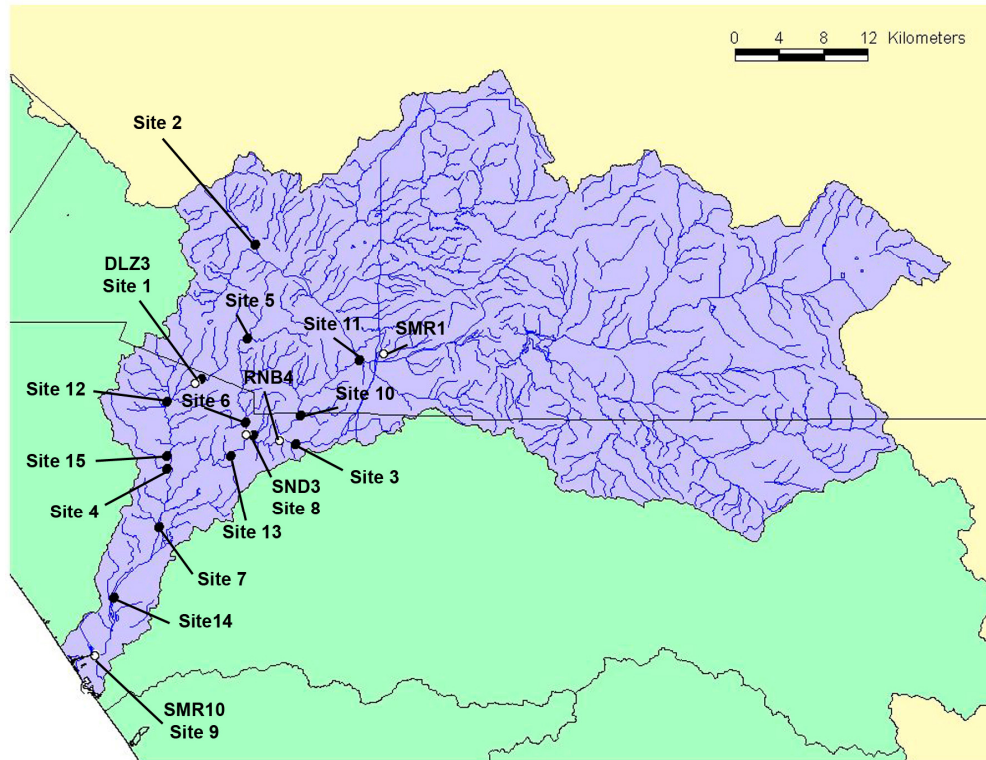 0 4 8 12 Kilometers
Site 2
DLZ3
Site 1
Site 5
Site 11
SMR1
RNB4
Site 12
Site 6
Site 10
Site 15
Site 3
SND3
Site 4
Site 8
Site 13
Site 7
Site14
SMR10
Site 9